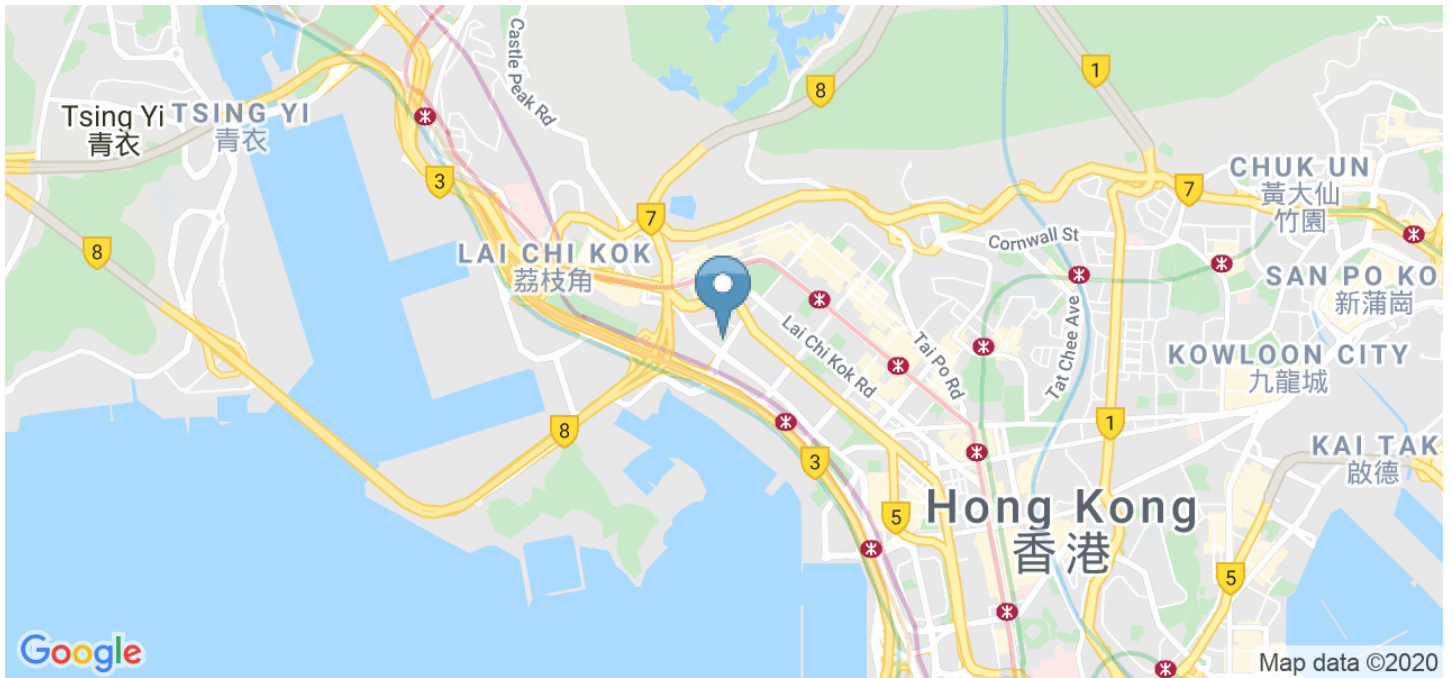 Castle Peak Rd
8
1
Tsing Yi
青衣
TSING YI
青衣
3
7
7
CHUK UN
黃大仙
竹園
Cornwall St
8
LAI CHI KOK
荔枝角
SAN PO KO
新蒲崗
Lai Chi Kok Rd
Tai Po Rd
Tat Chee Ave
KOWLOON CITY
九龍城
8
1
3
KAI TAK
啟德
5
Hong Kong
香港
5
Google
Map data ©2020